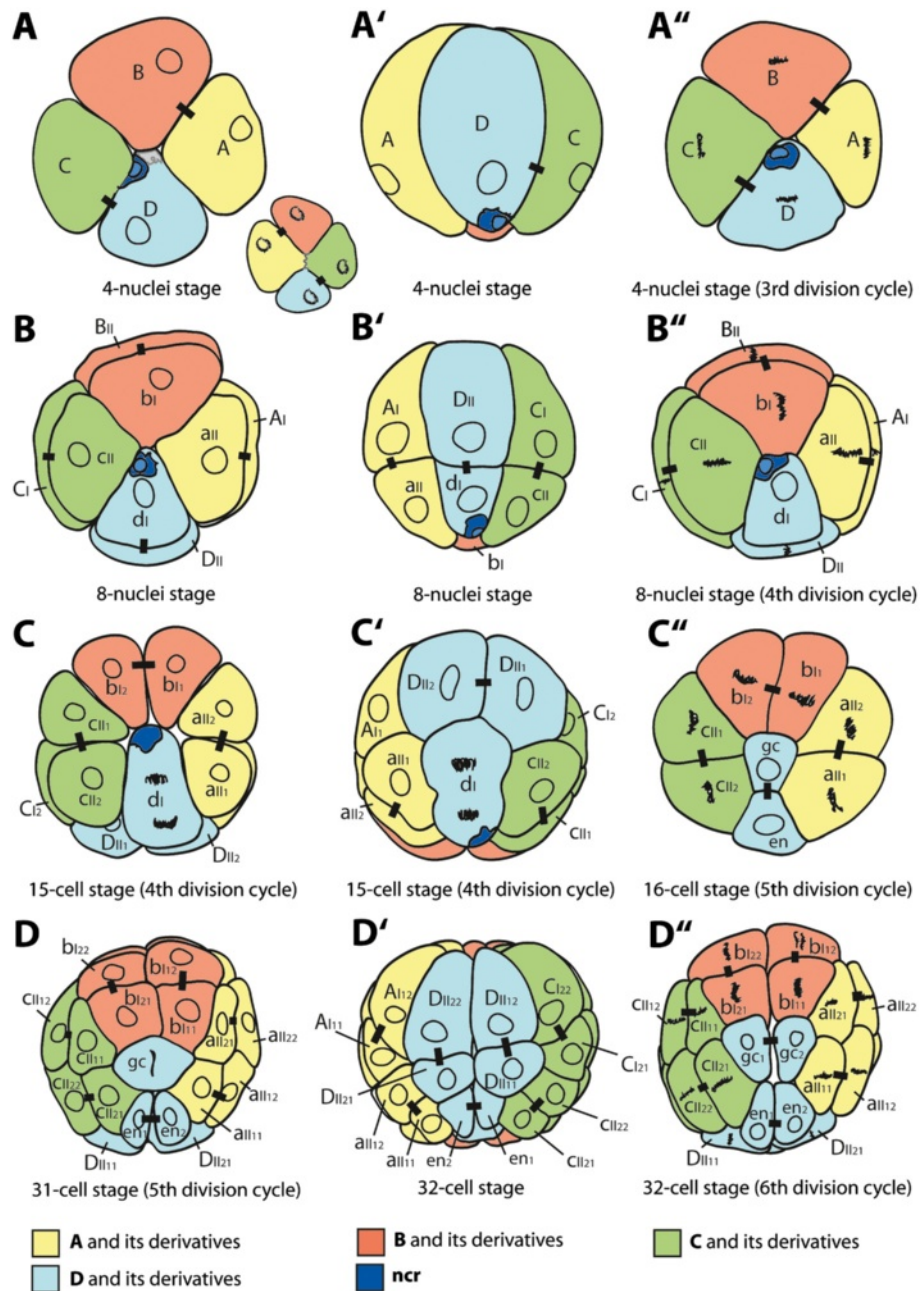 A A′ A″
B
C A D
A D C
B
C A D
4-nuclei stage 4-nuclei stage 4-nuclei stage (3rd division cycle)
B B′ B″
BII
bI
AI
cII aII
CI
dI
DII
AI DII CI
aII dI cII
bI
BII
bI
AI
cII aII
CI
dI
DII
8-nuclei stage 8-nuclei stage 8-nuclei stage (4th division cycle)
C C′ C″
bI2 bI1
cII1 aII2
dI
CI2 cII2 aII1
DII1 DII2
DII2 DII1
AI1 CI2
aII1 cII2
dI
aII2 cII1
bI2 bI1
cII1 aII2
gc
cII2 aII1
en
15-cell stage (4th division cycle) 15-cell stage (4th division cycle) 16-cell stage (5th division cycle)
D D′ D″
bI22 bI12
cII12 bI21 bI11
cII11 aII21 aII22
gc
cII22 cII21 aII12
en1 en2 aII11
DII11 DII21
AI12 DII22 DII12 CI22
AI11 CI21
DII21 DII11
aII12 cII22
aII11 en2 en1 cII21
bI22 bI12
cII12 bI21 bI11
cII11 aII21 aII22
gc1 gc2
cII21 aII11
cII22 en1 en2 aII12
DII11 DII21
31-cell stage (5th division cycle) 32-cell stage 32-cell stage (6th division cycle)
A and its derivatives B and its derivatives C and its derivatives
D and its derivatives ncr